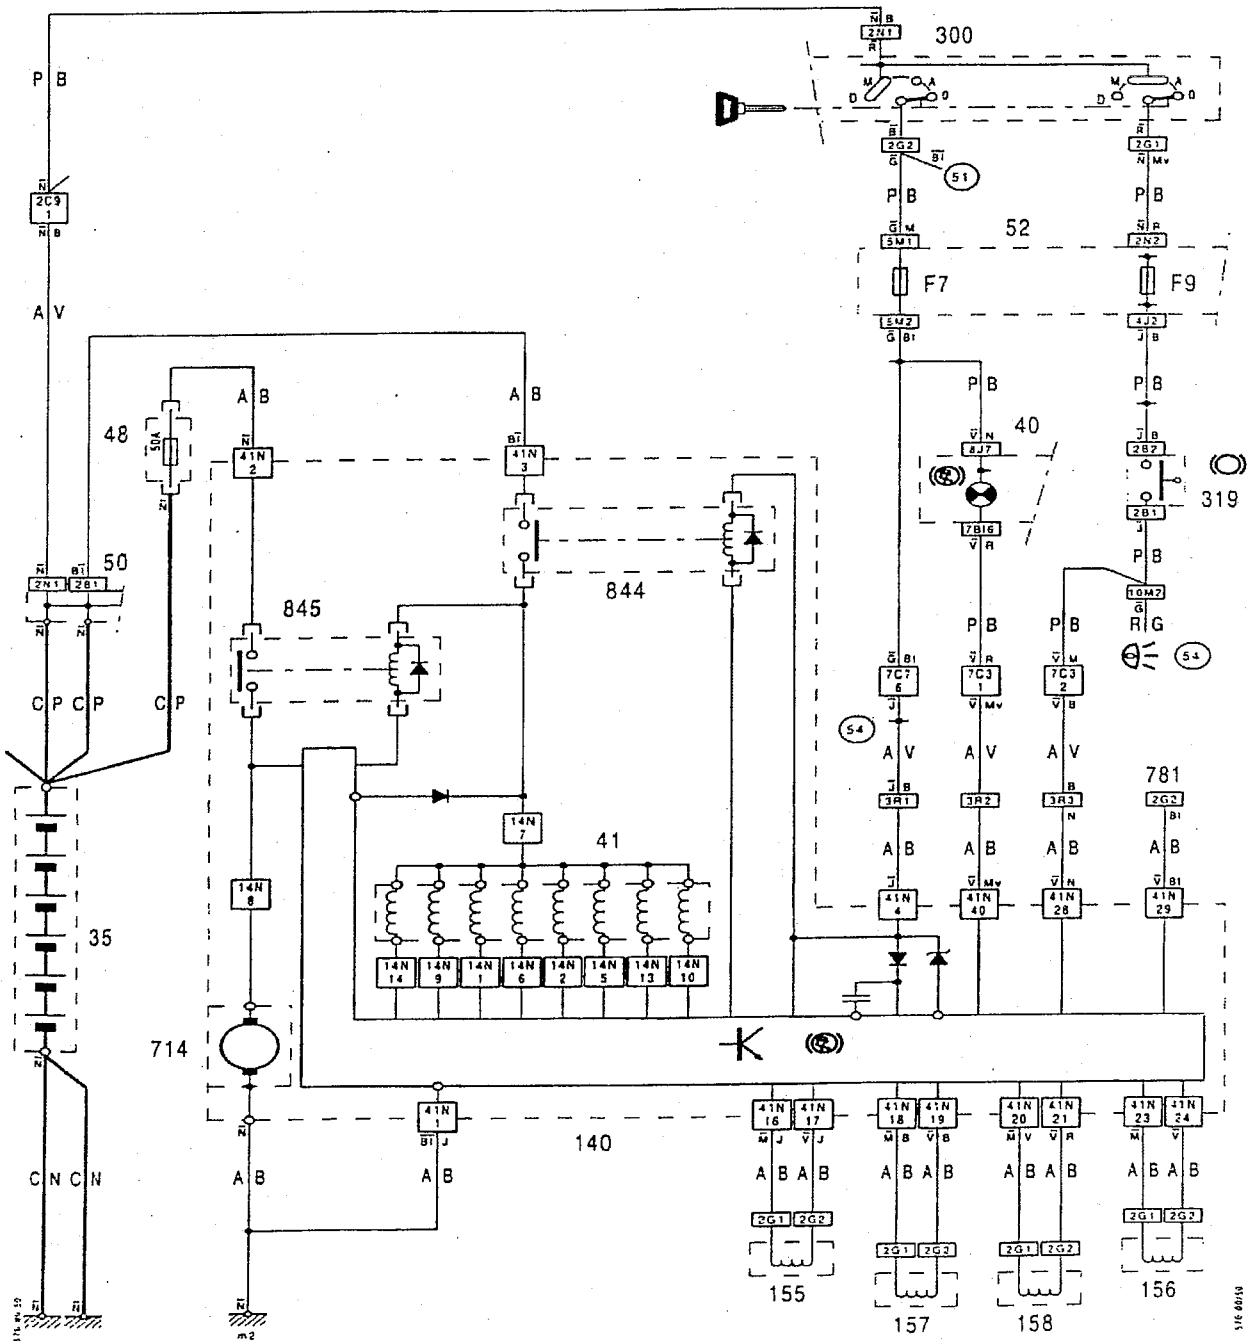 N B
2N1
R
300
M A
D O
M A
D O
P B
B
2G2
G BI
51
R
2G1
N Mv
N
2C9
1
N B
P B
P B
G M
5M1
52
N R
2N2
F7
F9
A V
5M2
G BI
4J2
J B
A B
A B
P B
P B
48
50A
N
41N
2
BI
41N
3
V N
8J7
40
J B
2B2
319
2B1
J
7B16
V R
N
50
N
2N1
BI
2B1
N
N
844
P B
845
10M2
G
R G
P B
P B
54
C P
C P
C P
G BI
7C7
6
J
V R
7C3
1
V Mv
V M
7C3
2
V B
54
A V
A V
A V
781
J B
3R1
3R2
B
3R3
N
2G2
BI
14N
7
41
A B
A B
A B
A B
14N
8
J
41N
4
V Mv
41N
40
V N
41N
28
V BI
41N
29
35
14N
14
14N
9
14N
1
14N
6
14N
2
14N
5
14N
13
14N
10
714
N
N
41N
1
BI J
140
41N
16
M J
41N
17
V J
41N
18
M B
41N
19
V B
41N
20
M V
41N
21
V R
41N
23
M
41N
24
V
C N
C N
A B
A B
A B
A B
A B
A B
A B
A B
A B
A B
2G1
2G2
2G1
2G2
2G1
2G2
2G1
2G2
155
157
158
156
N
N
N
m2